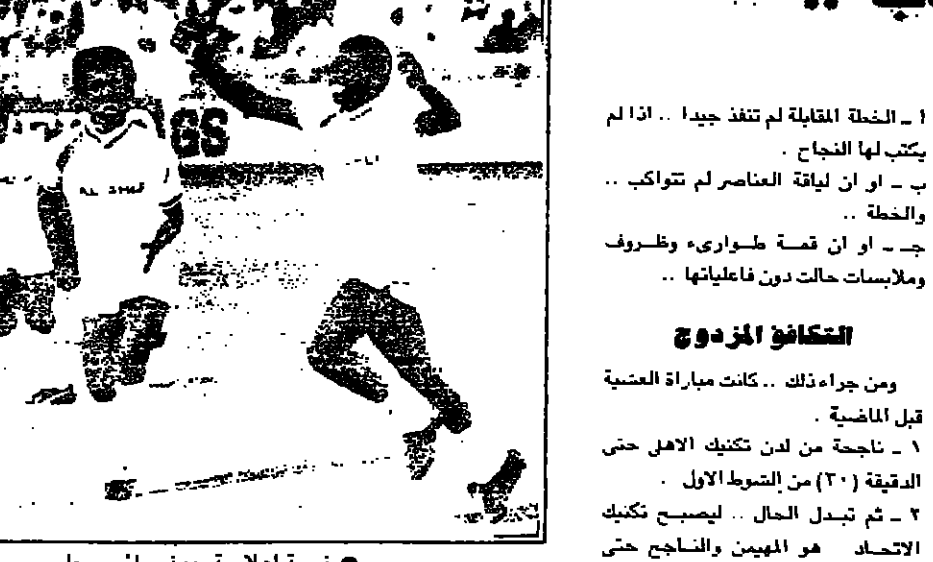 أ ـ الخطة المقابلة لم تنفذ جيدا .. اذا لم
يكتب لها النجاح .
ب ـ او ان لياقة العناصر لم تتواكب ..
والخطة ..
جـ ـ او ان قمة طوارىء وظروف
وملابسات حالت دون فاعلياتها ..
التكافؤ المزدوج
ومن جراء ذلك .. كانت مباراة العشية
قبل الماضية .
١ ـ ناجحة من لدن تكنيك الاهلى حتى
الدقيقة (٣٠) من الشوط الاول .
٢ ـ ثم تبدل الحال .. ليصبح تكنيك
الاتحاد هو المهيمن والناجح حتى
GS